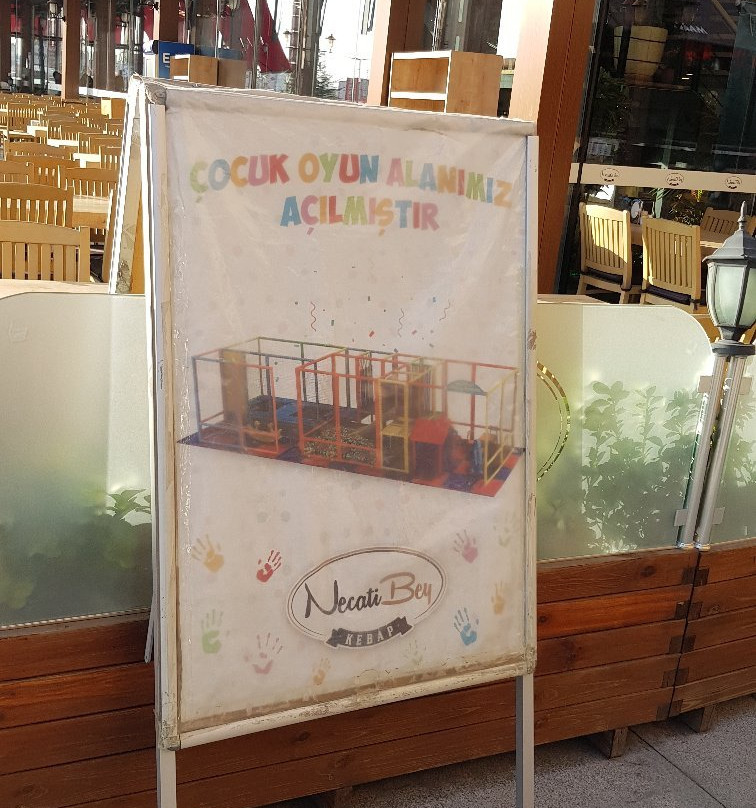 ÇOCUK OYUN ALANIMIZ
AÇILMIŞTIR
Necati Bey
KEBAP